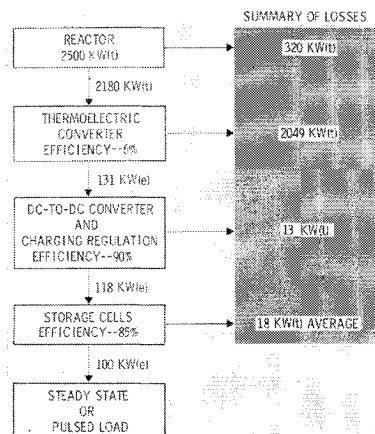 SUMMARY OF LOSSES
REACTOR
2500 KW(t)
320 KW(t)
2180 KW(t)
THERMOELECTRIC
CONVERTER
EFFICIENCY--6%
2049 KW(t)
131 KW(e)
DC-TO-DC CONVERTER
AND
CHARGING REGULATION
EFFICIENCY--90%
13 KW(t)
118 KW(e)
STORAGE CELLS
EFFICIENCY--85%
18 KW(t) AVERAGE
100 KW(e)
STEADY STATE
OR
PULSED LOAD